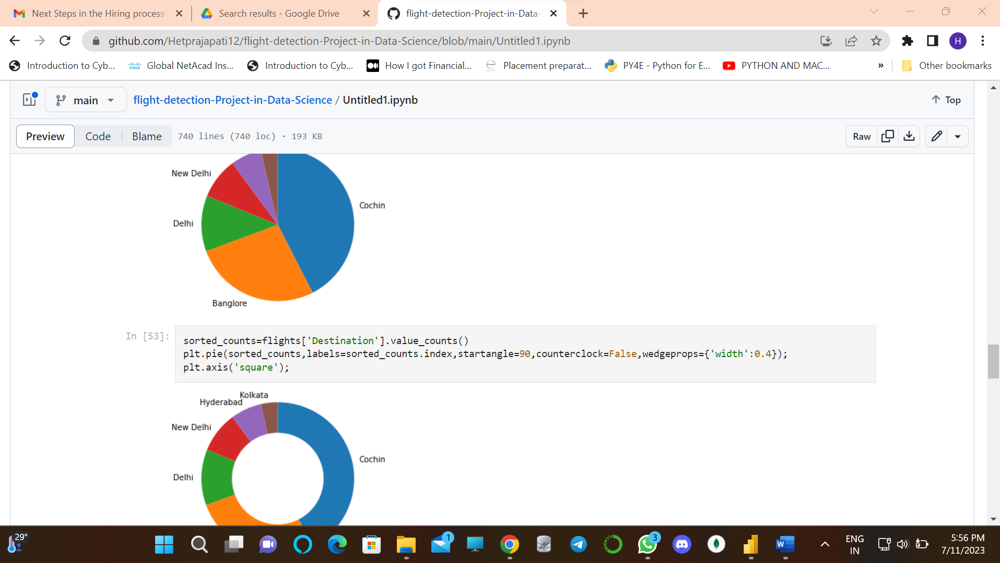 Next Steps in the Hiring process-
Search results - Google Drive
flight-detection-Project-in-Data-S
github.com/Hetprajapati12/flight-detection-Project-in-Data-Science/blob/main/Untitled1.ipynb
H
Introduction to Cyb...
cisco
Global NetAcad Ins...
Introduction to Cyb...
How I got Financial...
Placement preparat...
PY4E - Python for E...
PYTHON AND MAC...
»
Other bookmarks
main
flight-detection-Project-in-Data-Science / Untitled1.ipynb
Top
Preview
Code
Blame
740 lines (740 loc) · 193 KB
Raw
New Delhi
Cochin
Delhi
Banglore
In [53]:
sorted_counts=flights['Destination'].value_counts()
plt.pie(sorted_counts,labels=sorted_counts.index,startangle=90,counterclock=False,wedgeprops={'width':0.4});
plt.axis('square');
Kolkata
Hyderabad
New Delhi
Cochin
Delhi
29°
1
3
W
ENG
IN
5:56 PM
7/11/2023